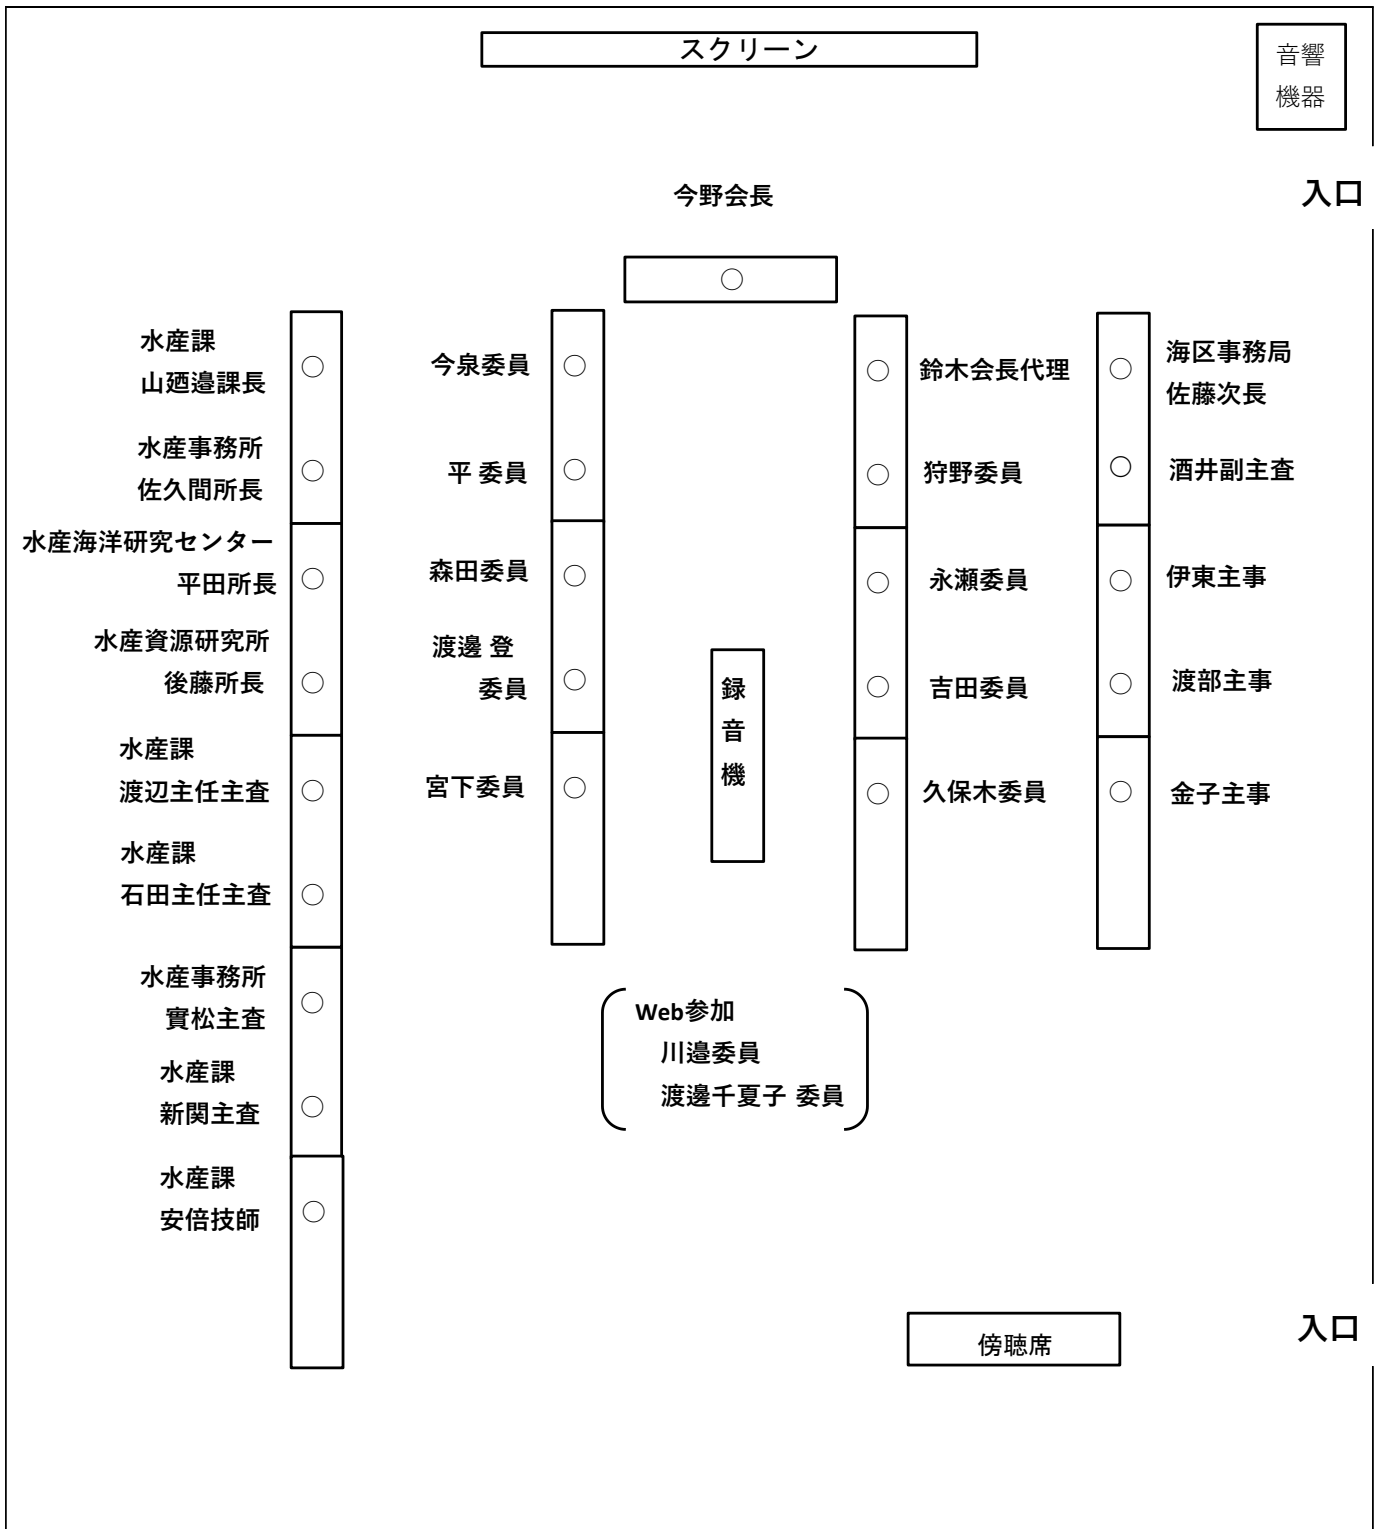 スクリーン
音響
機器
入口
今野会長
○
水産課
山廼邉課長
○
水産事務所
佐久間所長
○
水産海洋研究センター
平田所長
○
水産資源研究所
後藤所長
○
水産課
渡辺主任主査
○
水産課
石田主任主査
○
水産事務所
實松主査
○
水産課
新関主査
○
水産課
安倍技師
○
今泉委員
○
平 委員
○
森田委員
○
渡邊 登
委員
○
宮下委員
○
録
音
機
○
鈴木会長代理
○
狩野委員
○
永瀬委員
○
吉田委員
○
久保木委員
○
海区事務局
佐藤次長
○
酒井副主査
○
伊東主事
○
渡部主事
○
金子主事
Web参加
川邉委員
渡邊千夏子 委員
傍聴席
入口